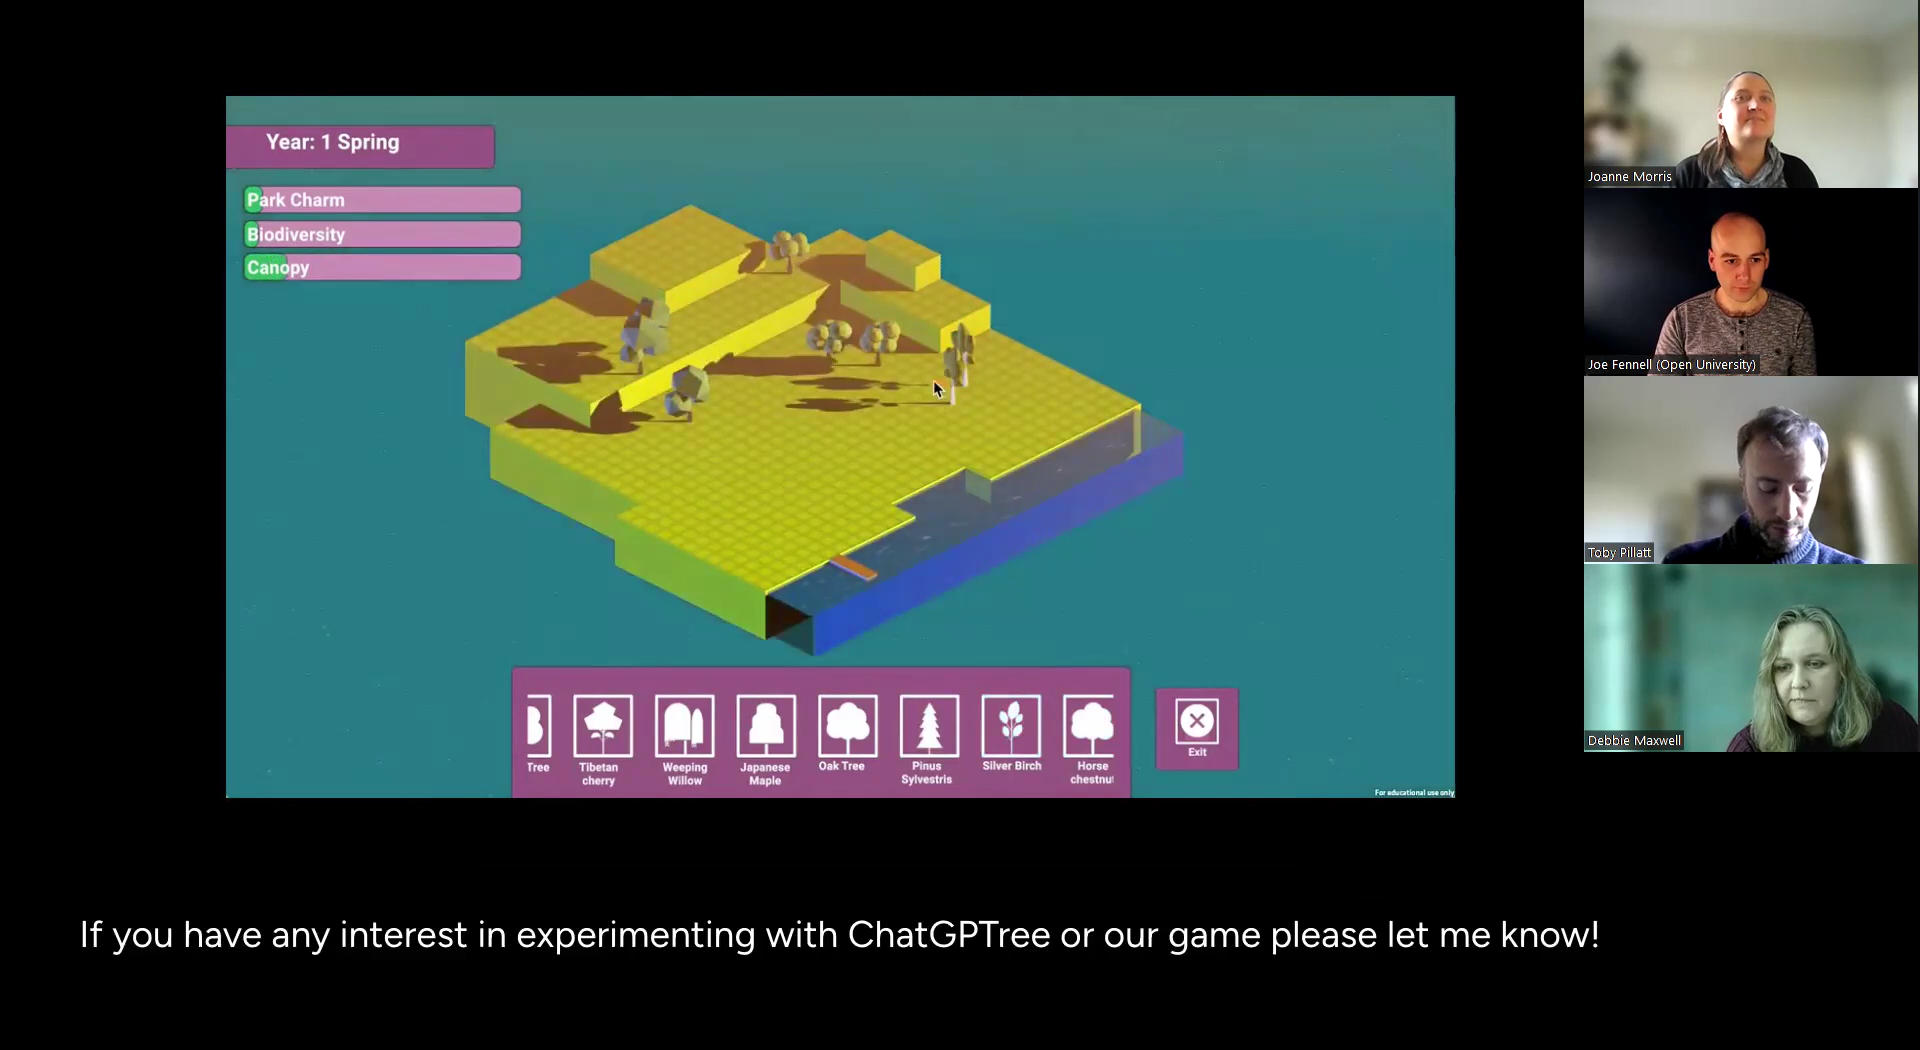 Year: 1 Spring
Park Charm
Biodiversity
Canopy
Tree
Tibetan
cherry
Weeping
Willow
Japanese
Maple
Oak Tree
Pinus
Sylvestris
Silver Birch
Horse
chestnut
Exit
For educational use only
If you have any interest in experimenting with ChatGPTree or our game please let me know!
Joanne Morris
Joe Fennell (Open University)
Toby Pillatt
Debbie Maxwell